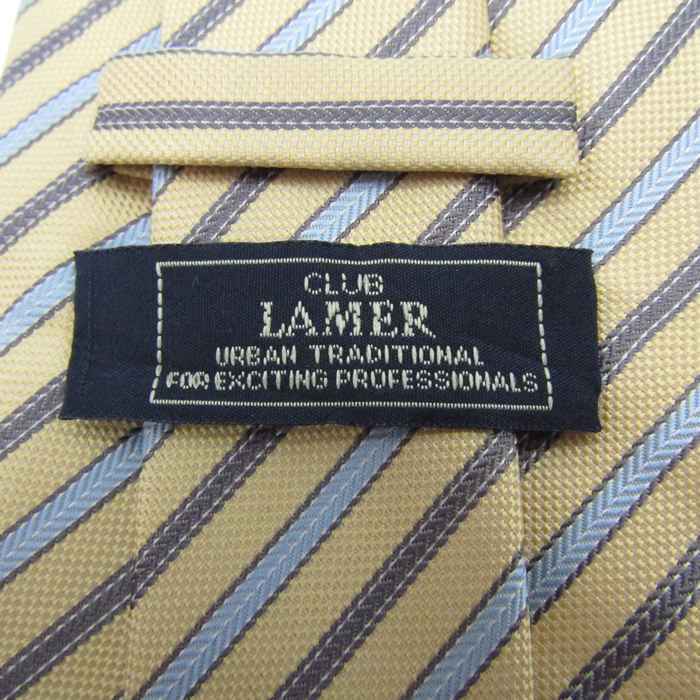 CLUB
LAMER
URBAN TRADITIONAL
FOR EXCITING PROFESSIONALS